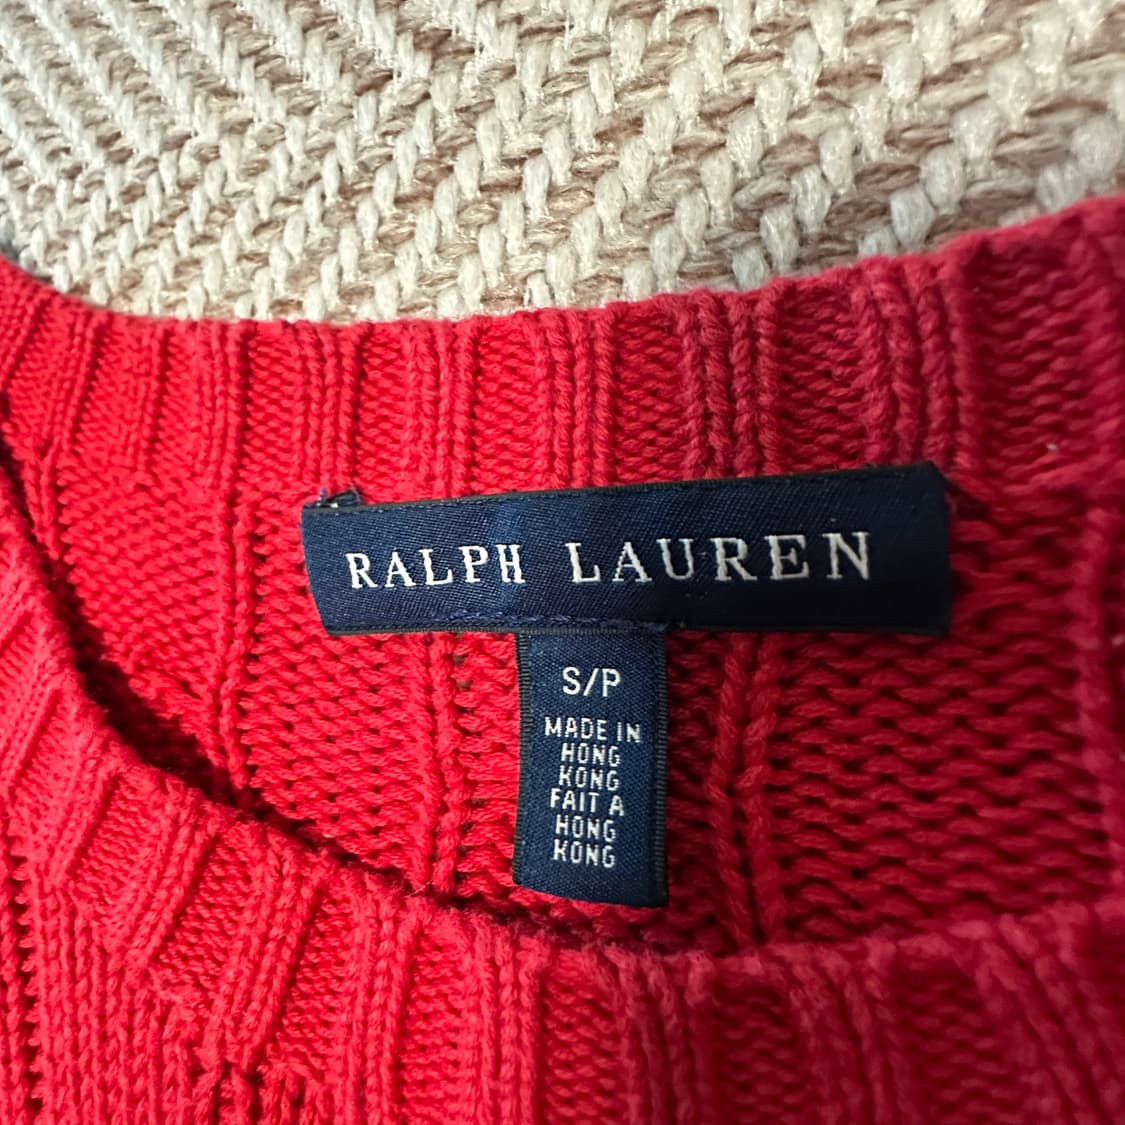 RALPH LAUREN
S/P
MADE IN
HONG
KONG
FAIT A
HONG
KONG